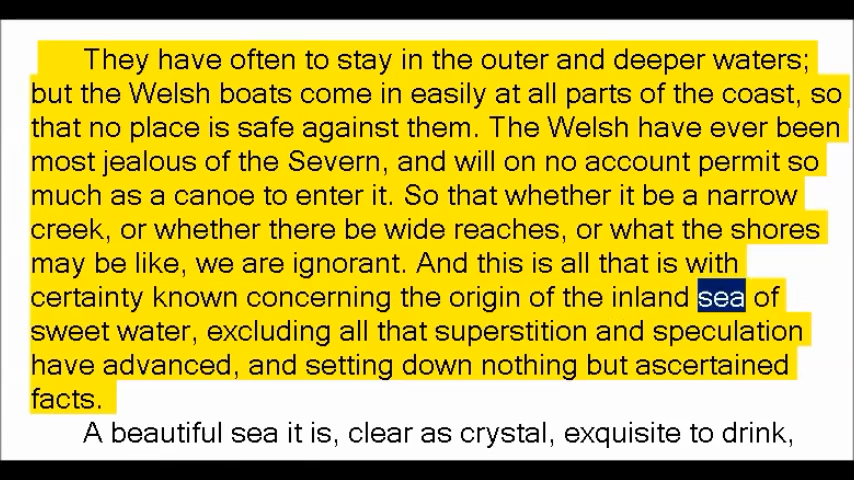 They have often to stay in the outer and deeper waters;
but the Welsh boats come in easily at all parts of the coast, so
that no place is safe against them. The Welsh have ever been
most jealous of the Severn, and will on no account permit so
much as a canoe to enter it. So that whether it be a narrow
creek, or whether there be wide reaches, or what the shores
may be like, we are ignorant. And this is all that is with
certainty known concerning the origin of the inland sea of
sweet water, excluding all that superstition and speculation
have advanced, and setting down nothing but ascertained
facts.
A beautiful sea it is, clear as crystal, exquisite to drink,